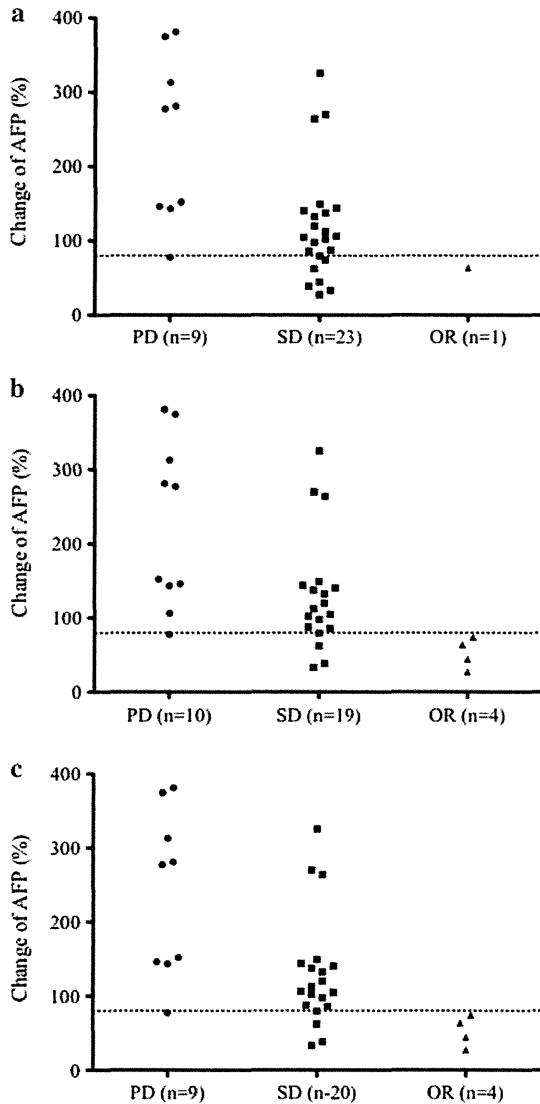 a
400
300
200
100
0
Change of AFP (%)
PD (n=9) SD (n=23) OR (n=1)
b
400
300
200
100
0
Change of AFP (%)
PD (n=10) SD (n=19) OR (n=4)
c
400
300
200
100
0
Change of AFP (%)
PD (n=9) SD (n-20) OR (n=4)